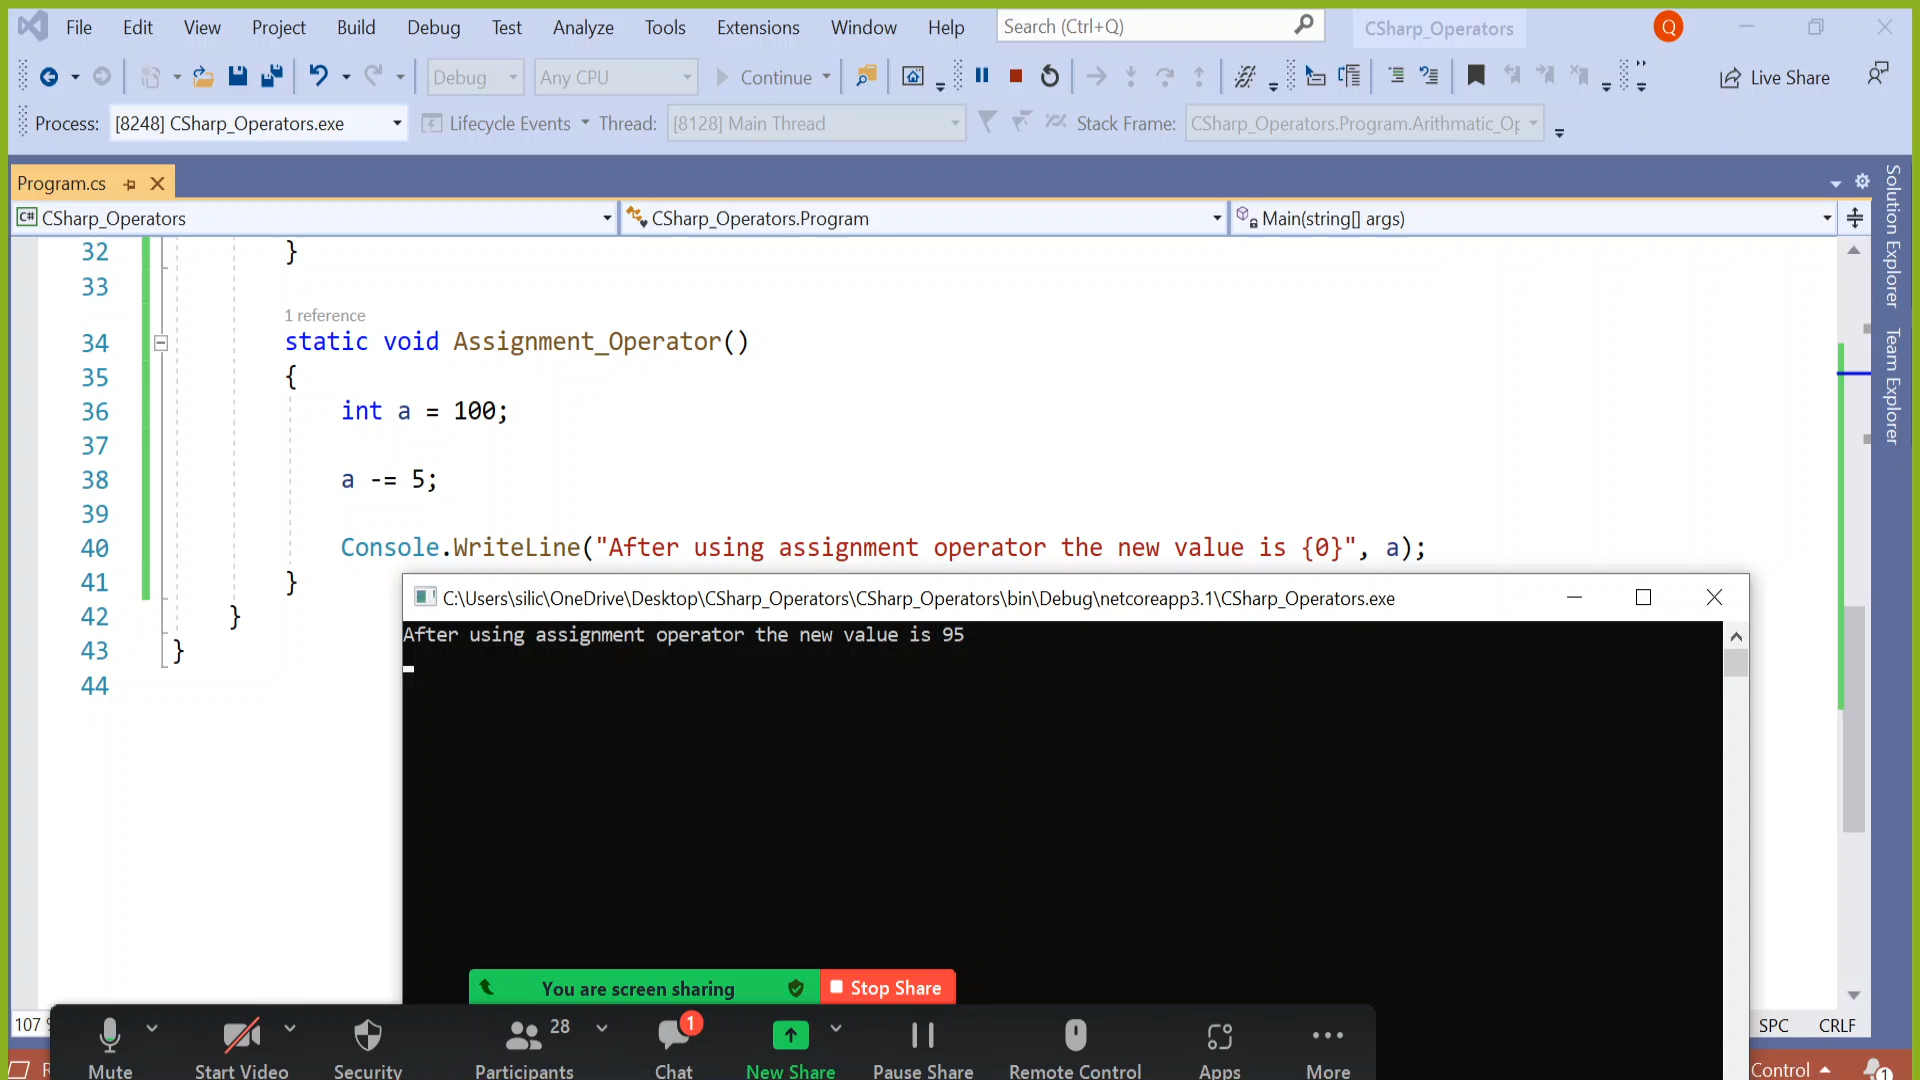 File Edit View Project Build Debug Test Analyze Tools Extensions Window Help Search (Ctrl+Q) CSharp_Operators Q
Debug Any CPU Continue Live Share
Process: [8248] CSharp_Operators.exe Lifecycle Events Thread: [8128] Main Thread Stack Frame: CSharp_Operators.Program.Arithmatic_Op
Program.cs
C# CSharp_Operators CSharp_Operators.Program Main(string[] args)
Solution Explorer
Team Explorer
32 }
33
1 reference
34 static void Assignment_Operator()
35 {
36 int a = 100;
37
38 a -= 5;
39
40 Console.WriteLine("After using assignment operator the new value is {0}", a);
41 }
42 }
43 }
44
C:\Users\silic\OneDrive\Desktop\CSharp_Operators\CSharp_Operators\bin\Debug\netcoreapp3.1\CSharp_Operators.exe
After using assignment operator the new value is 95
You are screen sharing Stop Share
107 % SPC CRLF
28 1
Mute Start Video Security Participants Chat New Share Pause Share Remote Control Apps More
R Control 1